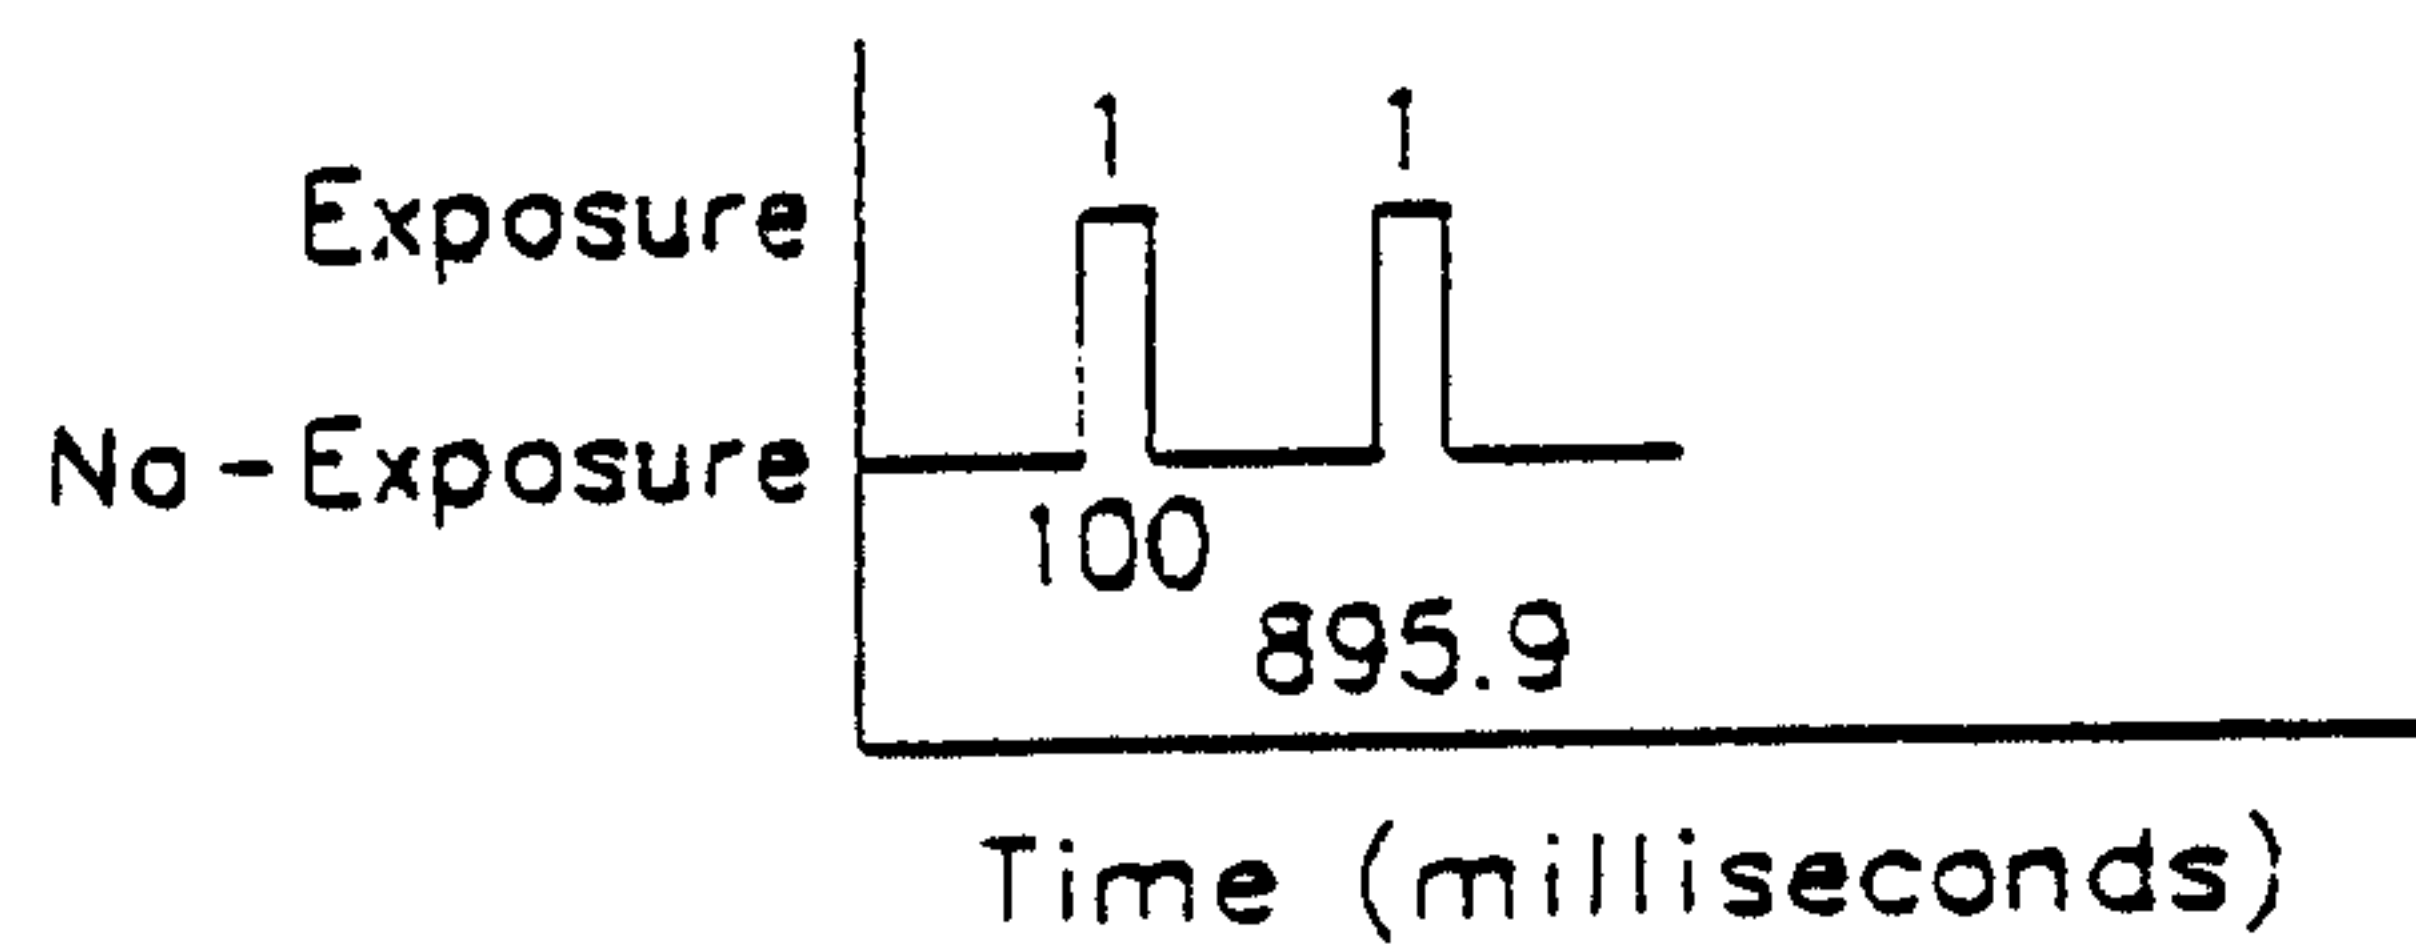 1 1
Exposure
No-Exposure
100
895.9
Time (milliseconds)